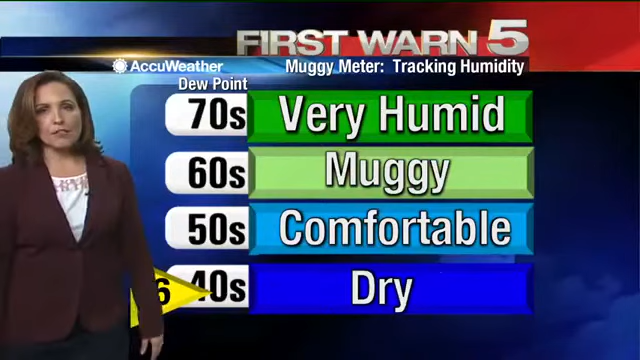 FIRST WARN 5
AccuWeather
Muggy Meter: Tracking Humidity
Dew Point
70s Very Humid
60s Muggy
50s Comfortable
40s Dry
6